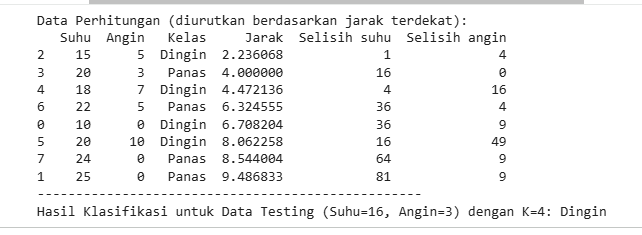 Data Perhitungan (diurutkan berdasarkan jarak terdekat):
Suhu Angin Kelas Jarak Selisih suhu Selisih angin
2 15 5 Dingin 2.236068 1 4
3 20 3 Panas 4.000000 16 0
4 18 7 Dingin 4.472136 4 16
6 22 5 Panas 6.324555 36 4
0 10 0 Dingin 6.708204 36 9
5 20 10 Dingin 8.062258 16 49
7 24 0 Panas 8.544004 64 9
1 25 0 Panas 9.486833 81 9
--------------------------------------------------
Hasil Klasifikasi untuk Data Testing (Suhu=16, Angin=3) dengan K=4: Dingin